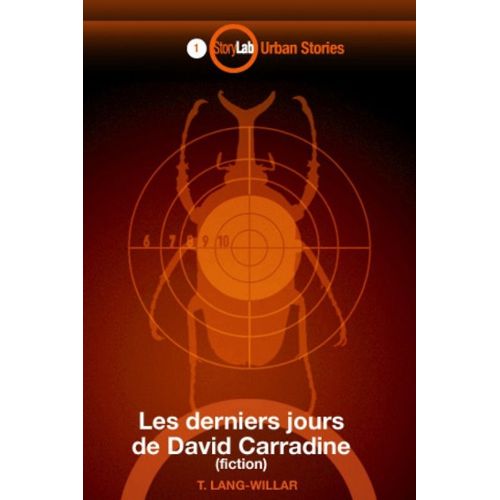 1 StoryLab Urban Stories
6 7 8 9 10
Les derniers jours
de David Carradine
(fiction)
T. LANG-WILLAR